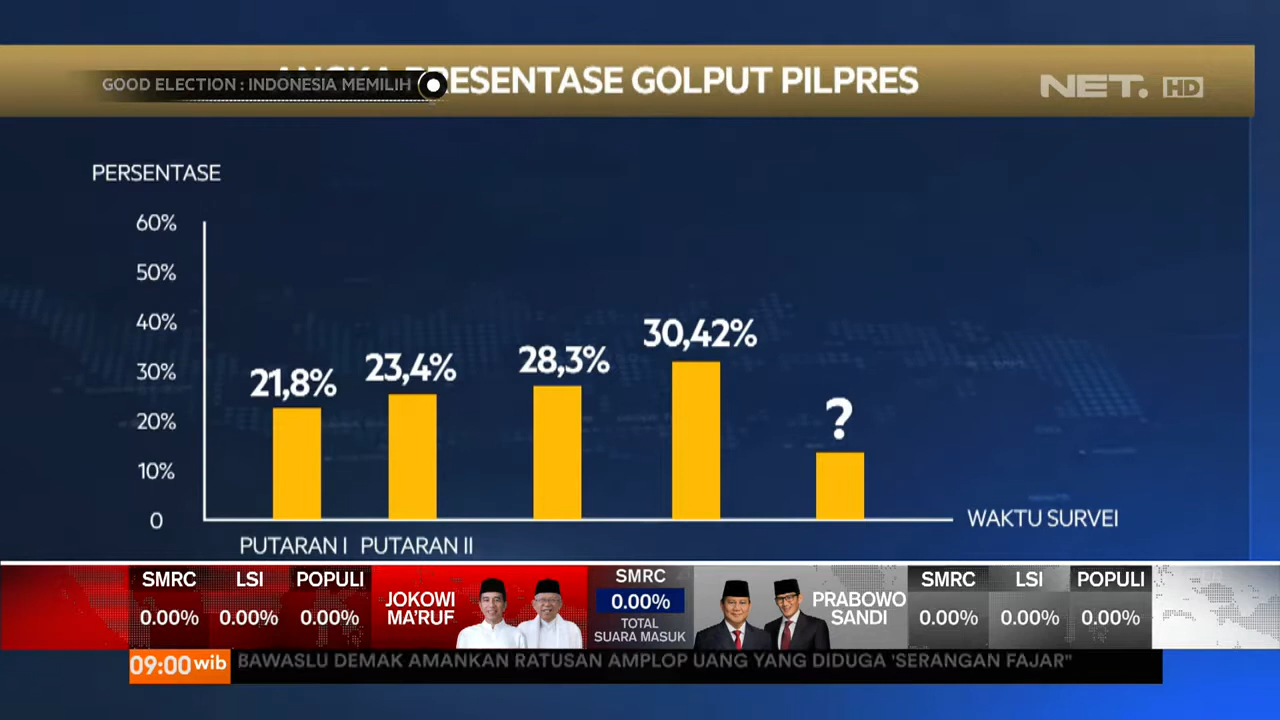 GOOD ELECTION : INDONESIA MEMILIH
PRESENTASE GOLPUT PILPRES
NET. HD
PERSENTASE
60%
50%
40%
30%
20%
10%
0
21,8%
23,4%
28,3%
30,42%
?
WAKTU SURVEI
PUTARAN I PUTARAN II
SMRC LSI POPULI
0.00% 0.00% 0.00%
JOKOWI
MA'RUF
SMRC
0.00%
TOTAL
SUARA MASUK
PRABOWO
SANDI
SMRC LSI POPULI
0.00% 0.00% 0.00%
09:00 wib
BAWASLU DEMAK AMANKAN RATUSAN AMPLOP UANG YANG DIDUGA 'SERANGAN FAJAR"